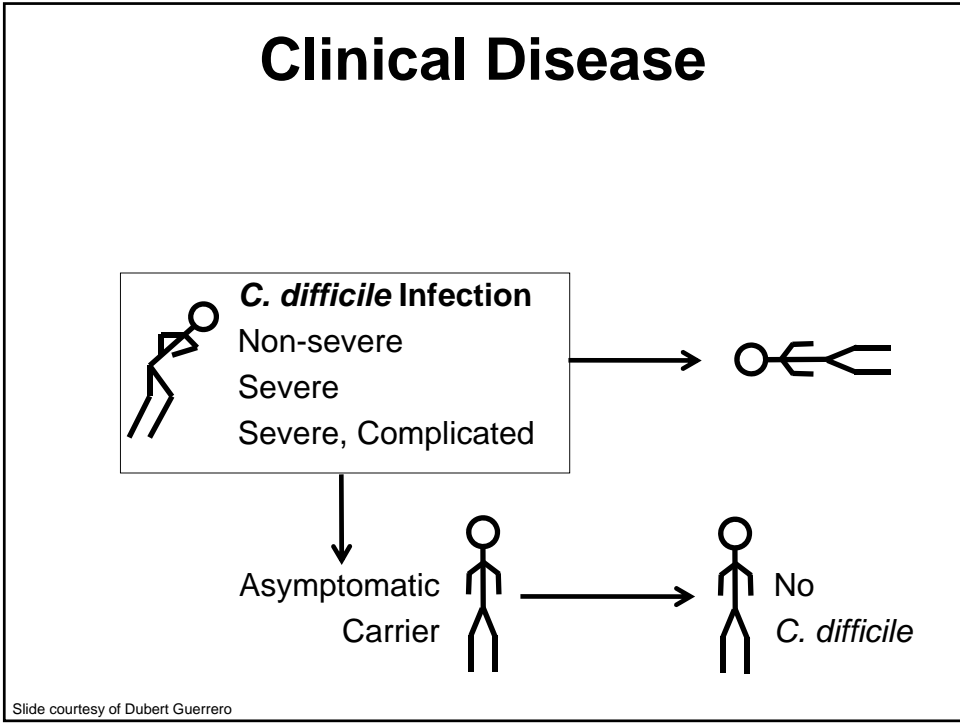 Clinical Disease
C. difficile Infection
Non-severe
Severe
Severe, Complicated
Asymptomatic
Carrier
No
C. difficile
Slide courtesy of Dubert Guerrero